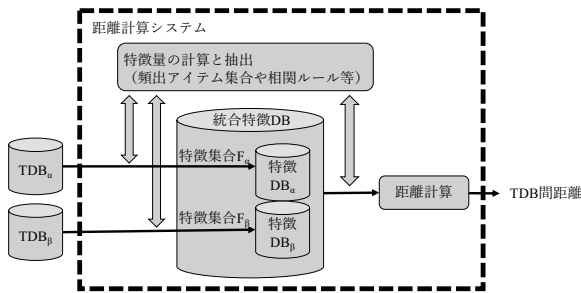 距離計算システム
特徴量の計算と抽出
（頻出アイテム集合や相関ルール等）
統合特徴DB
TDBα
特徴集合Fα
特徴
DBα
距離計算
TDB間距離
TDBβ
特徴集合Fβ
特徴
DBβ